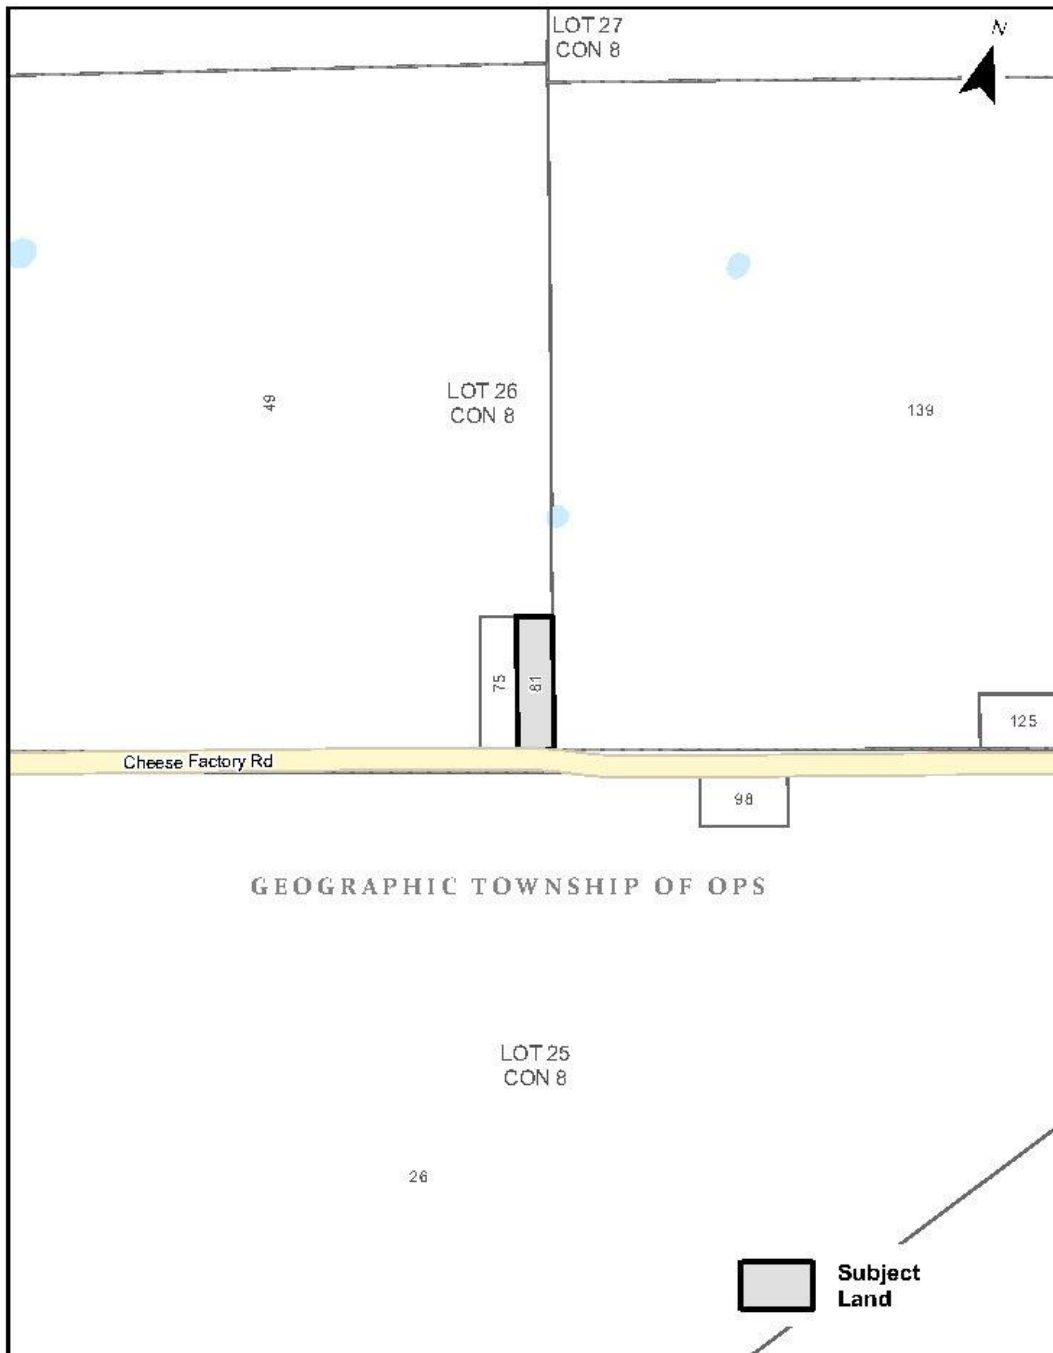 LOT 27
CON 8
N
LOT 26
CON 8
49
139
75
81
125
Cheese Factory Rd
98
GEOGRAPHIC TOWNSHIP OF OPS
LOT 25
CON 8
26
Subject
Land